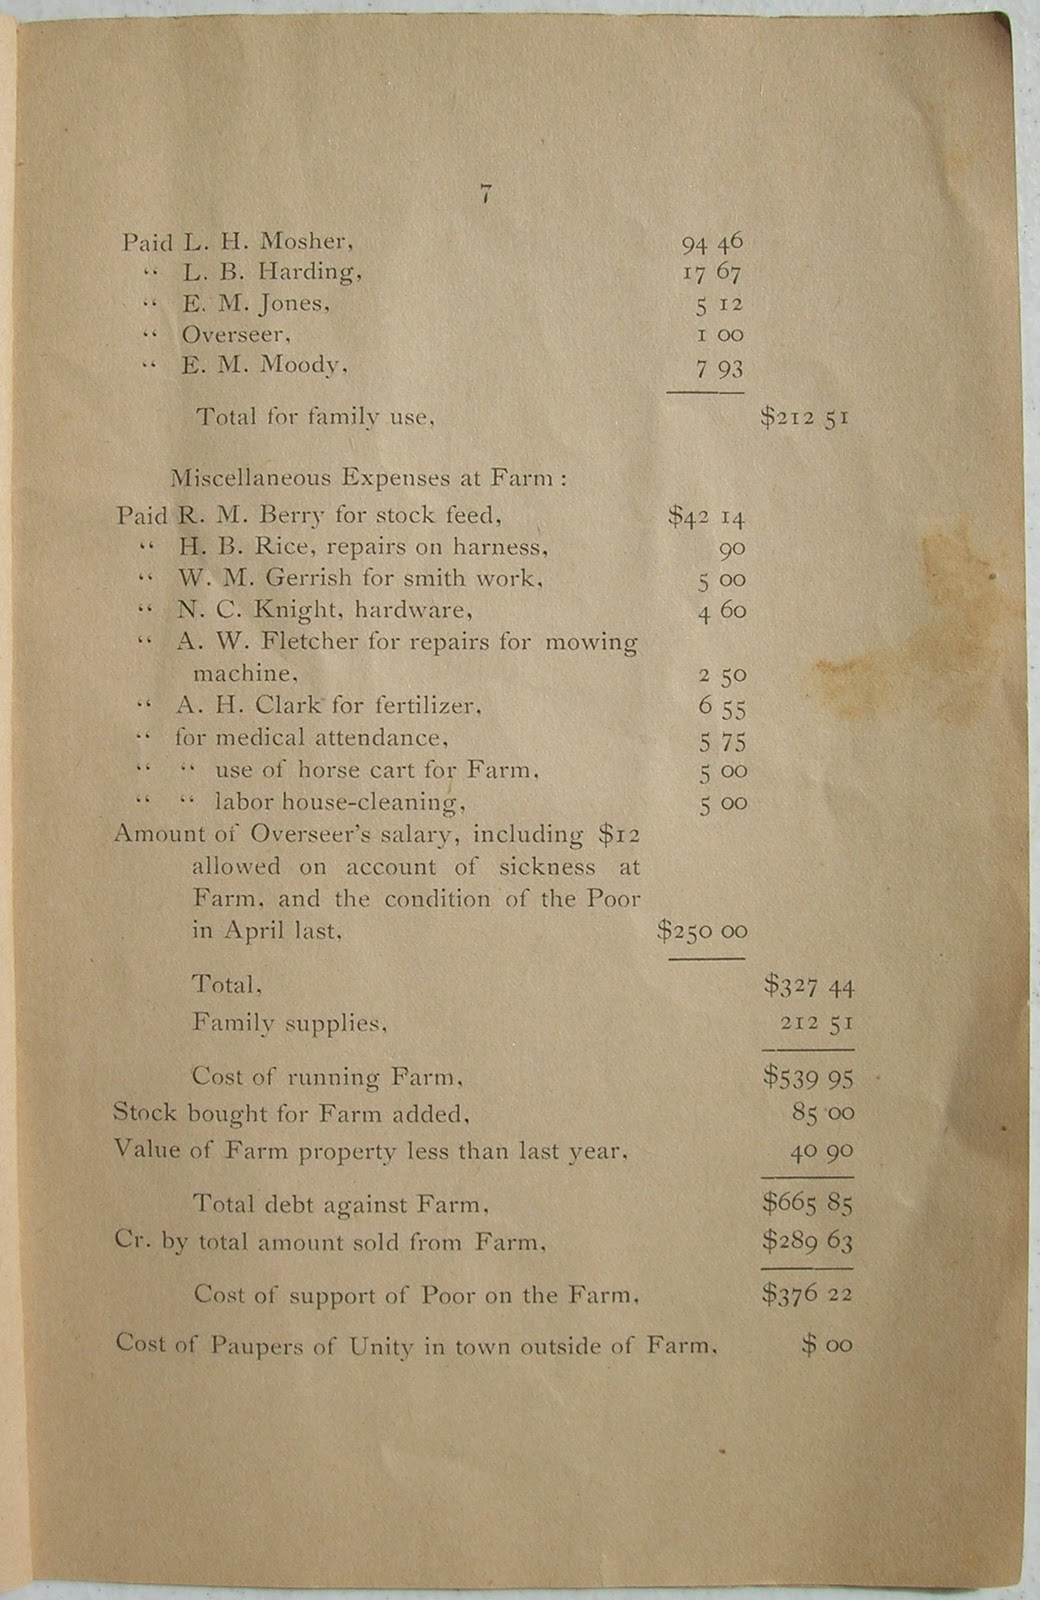 7
Paid L. H. Mosher, 94 46
“ L. B. Harding, 17 67
“ E. M. Jones, 5 12
“ Overseer, 1 00
“ E. M. Moody, 7 93
Total for family use, $212 51
Miscellaneous Expenses at Farm :
Paid R. M. Berry for stock feed, $42 14
“ H. B. Rice, repairs on harness, 90
“ W. M. Gerrish for smith work, 5 00
“ N. C. Knight, hardware, 4 60
“ A. W. Fletcher for repairs for mowing
machine, 2 50
“ A. H. Clark for fertilizer, 6 55
“ for medical attendance, 5 75
“ “ use of horse cart for Farm, 5 00
“ “ labor house-cleaning, 5 00
Amount of Overseer's salary, including $12
allowed on account of sickness at
Farm, and the condition of the Poor
in April last, $250 00
Total, $327 44
Family supplies, 212 51
Cost of running Farm, $539 95
Stock bought for Farm added, 85 00
Value of Farm property less than last year, 40 90
Total debt against Farm, $665 85
Cr. by total amount sold from Farm, $289 63
Cost of support of Poor on the Farm, $376 22
Cost of Paupers of Unity in town outside of Farm, $ 00